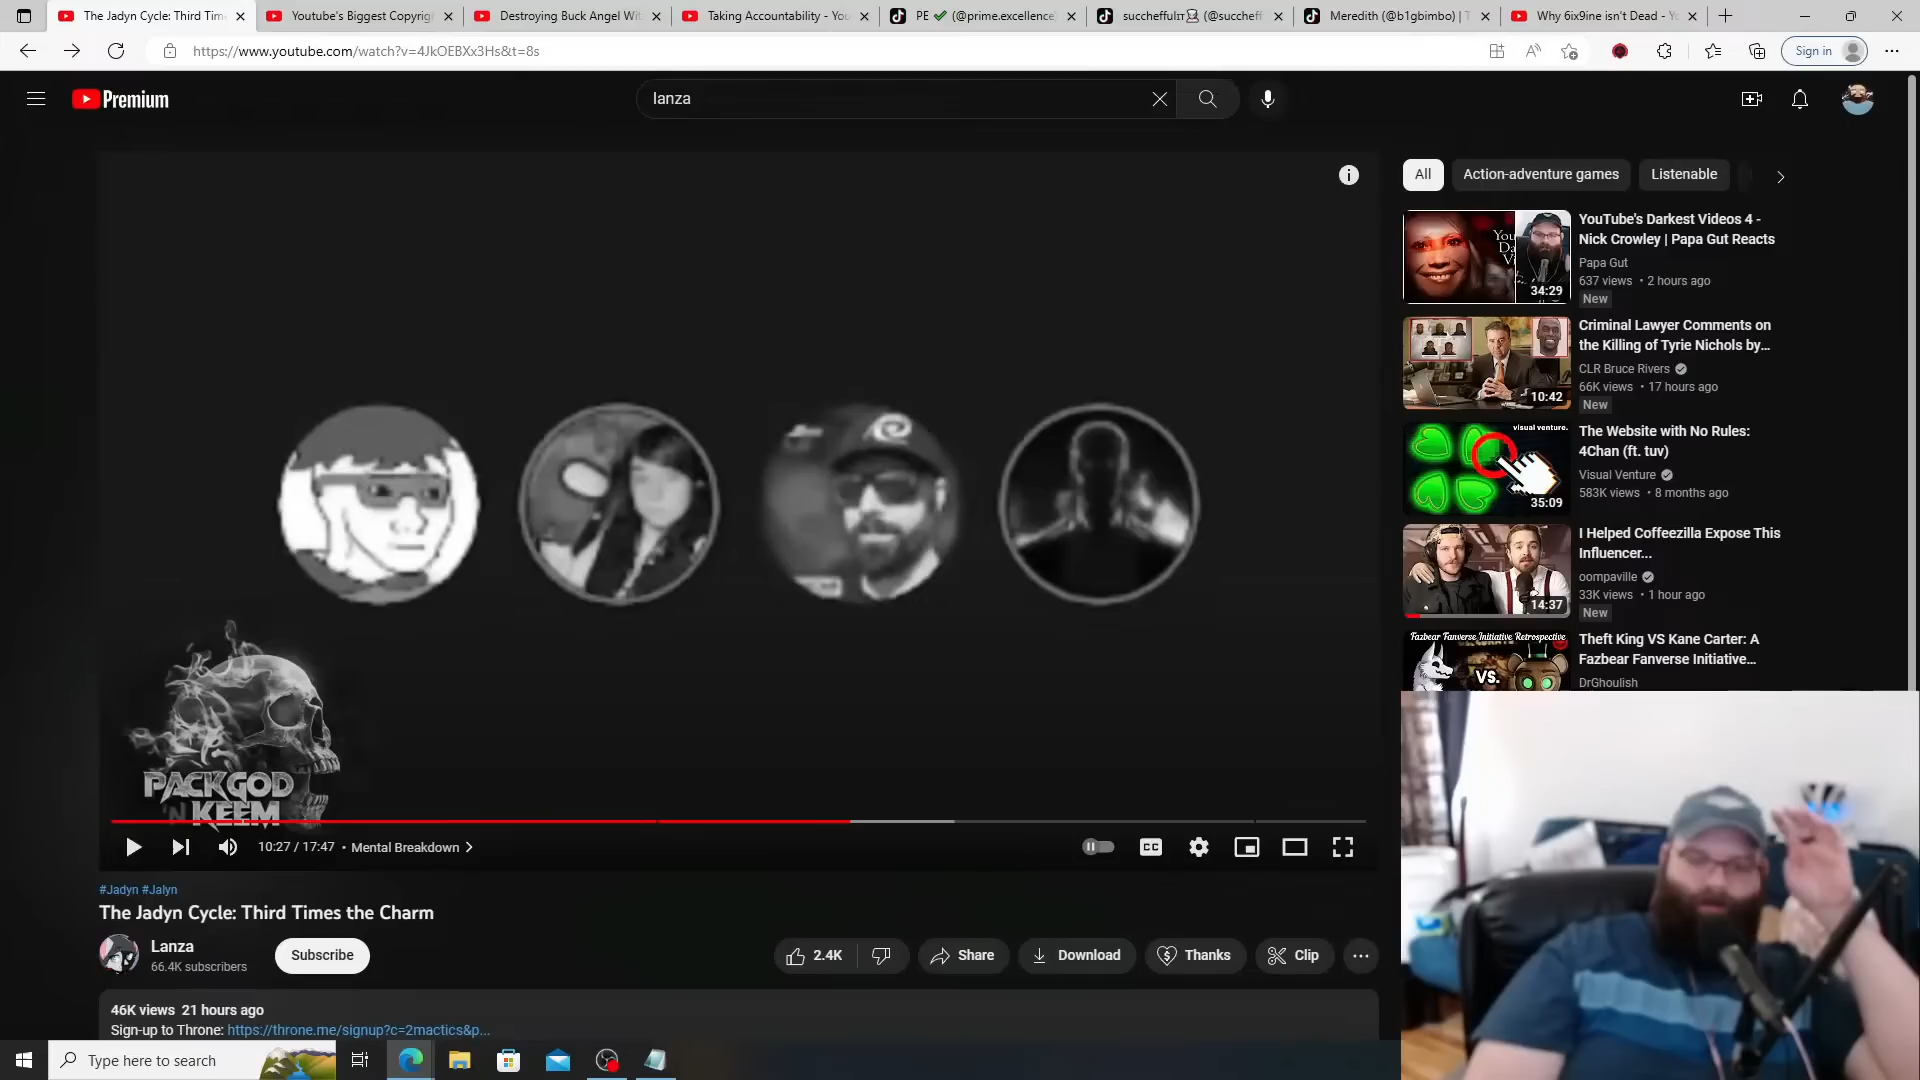 The Jadyn Cycle: Third Tim
Youtube's Biggest Copyrig
Destroying Buck Angel Wi
Taking Accountability - Yo
PE ✅ (@prime.excellence
(@succheff
Meredith (@b1gbimbo) | T
Why 6ix9ine isn't Dead - Y
https://www.youtube.com/watch?v=4JkOEBXx3Hs&t=8s
Sign in
Premium
lanza
All
Action-adventure games
Listenable
YouTube's Darkest Videos 4 -
Nick Crowley | Papa Gut Reacts
Papa Gut
637 views • 2 hours ago
New
34:29
Criminal Lawyer Comments on
the Killing of Tyrie Nichols by...
CLR Bruce Rivers
66K views • 17 hours ago
New
10:42
visual venture.
The Website with No Rules:
4Chan (ft. tuv)
Visual Venture
583K views • 8 months ago
35:09
I Helped Coffeezilla Expose This
Influencer...
oompaville
33K views • 1 hour ago
New
14:37
Fazbear Fanverse Initiative Retrospective
VS.
Theft King VS Kane Carter: A
Fazbear Fanverse Initiative...
DrGhoulish
PACKGOD
'N KEEM
10:27 / 17:47 • Mental Breakdown
CC
#Jadyn #Jalyn
The Jadyn Cycle: Third Times the Charm
Lanza
66.4K subscribers
Subscribe
2.4K
Share
Download
Thanks
Clip
46K views 21 hours ago
Sign-up to Throne: https://throne.me/signup?c=2mactics&p...
Type here to search